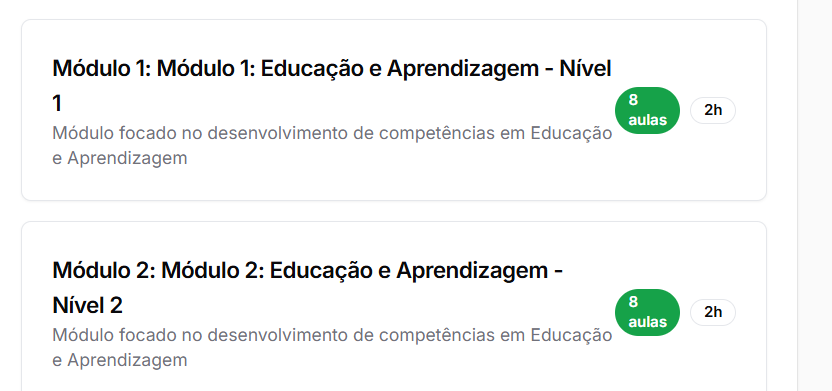 Módulo 1: Módulo 1: Educação e Aprendizagem - Nível
1
Módulo focado no desenvolvimento de competências em Educação
e Aprendizagem
8
aulas
2h
Módulo 2: Módulo 2: Educação e Aprendizagem -
Nível 2
Módulo focado no desenvolvimento de competências em Educação
e Aprendizagem
8
aulas
2h